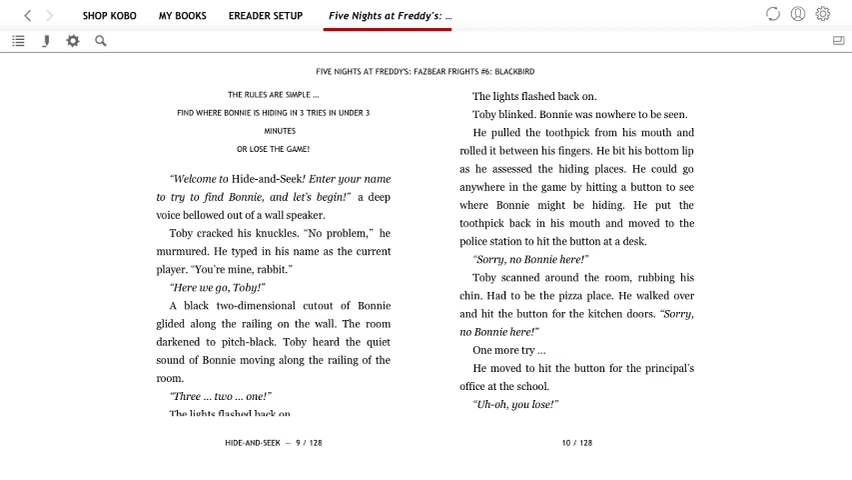 SHOP KOBO
MY BOOKS
EREADER SETUP
Five Nights at Freddy's: ...
FIVE NIGHTS AT FREDDY'S: FAZBEAR FRIGHTS #6: BLACKBIRD
THE RULES ARE SIMPLE ...
FIND WHERE BONNIE IS HIDING IN 3 TRIES IN UNDER 3
MINUTES
OR LOSE THE GAME!
“Welcome to Hide-and-Seek! Enter your name
to try to find Bonnie, and let’s begin!” a deep
voice bellowed out of a wall speaker.
Toby cracked his knuckles. “No problem,” he
murmured. He typed in his name as the current
player. “You’re mine, rabbit.”
“Here we go, Toby!”
A black two-dimensional cutout of Bonnie
glided along the railing on the wall. The room
darkened to pitch-black. Toby heard the quiet
sound of Bonnie moving along the railing of the
room.
“Three ... two ... one!”
The lights flashed back on
HIDE-AND-SEEK – 9 / 128
The lights flashed back on.
Toby blinked. Bonnie was nowhere to be seen.
He pulled the toothpick from his mouth and
rolled it between his fingers. He bit his bottom lip
as he assessed the hiding places. He could go
anywhere in the game by hitting a button to see
where Bonnie might be hiding. He put the
toothpick back in his mouth and moved to the
police station to hit the button at a desk.
“Sorry, no Bonnie here!”
Toby scanned around the room, rubbing his
chin. Had to be the pizza place. He walked over
and hit the button for the kitchen doors. “Sorry,
no Bonnie here!”
One more try ...
He moved to hit the button for the principal’s
office at the school.
“Uh-oh, you lose!”
10 / 128